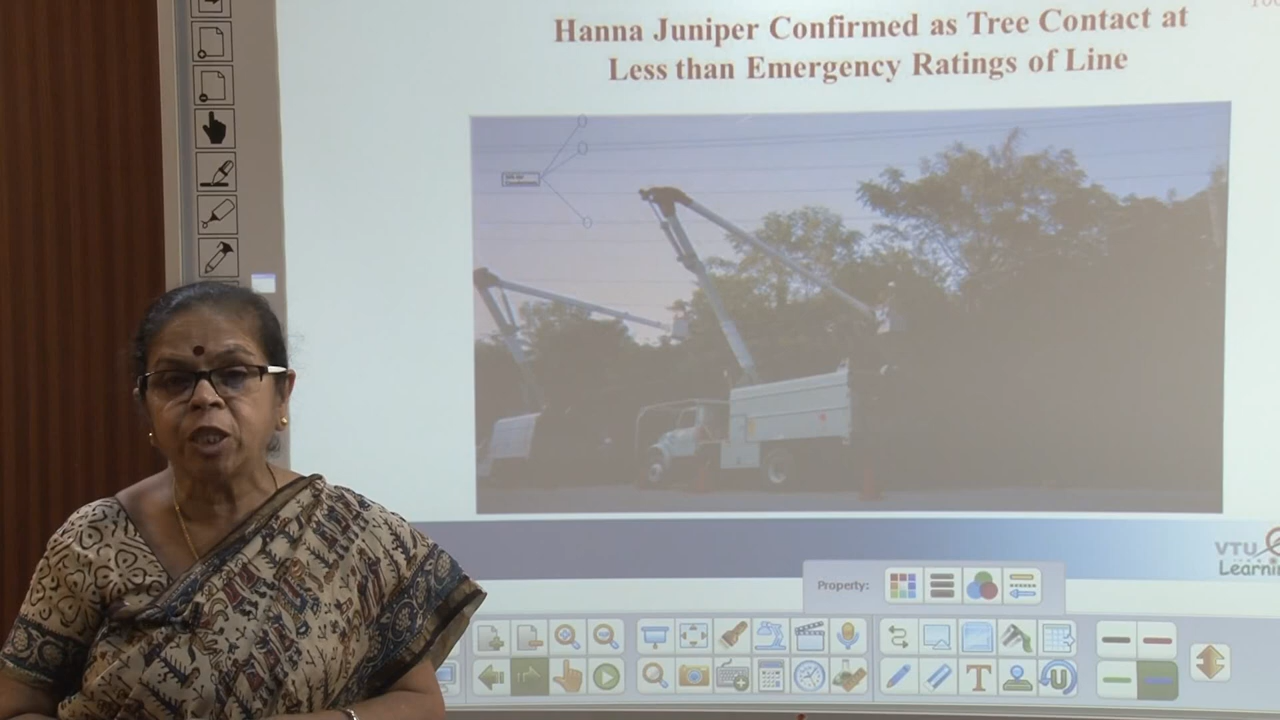 Hanna Juniper Confirmed as Tree Contact at
Less than Emergency Ratings of Line
VTU
Learnin
Property:
T
U